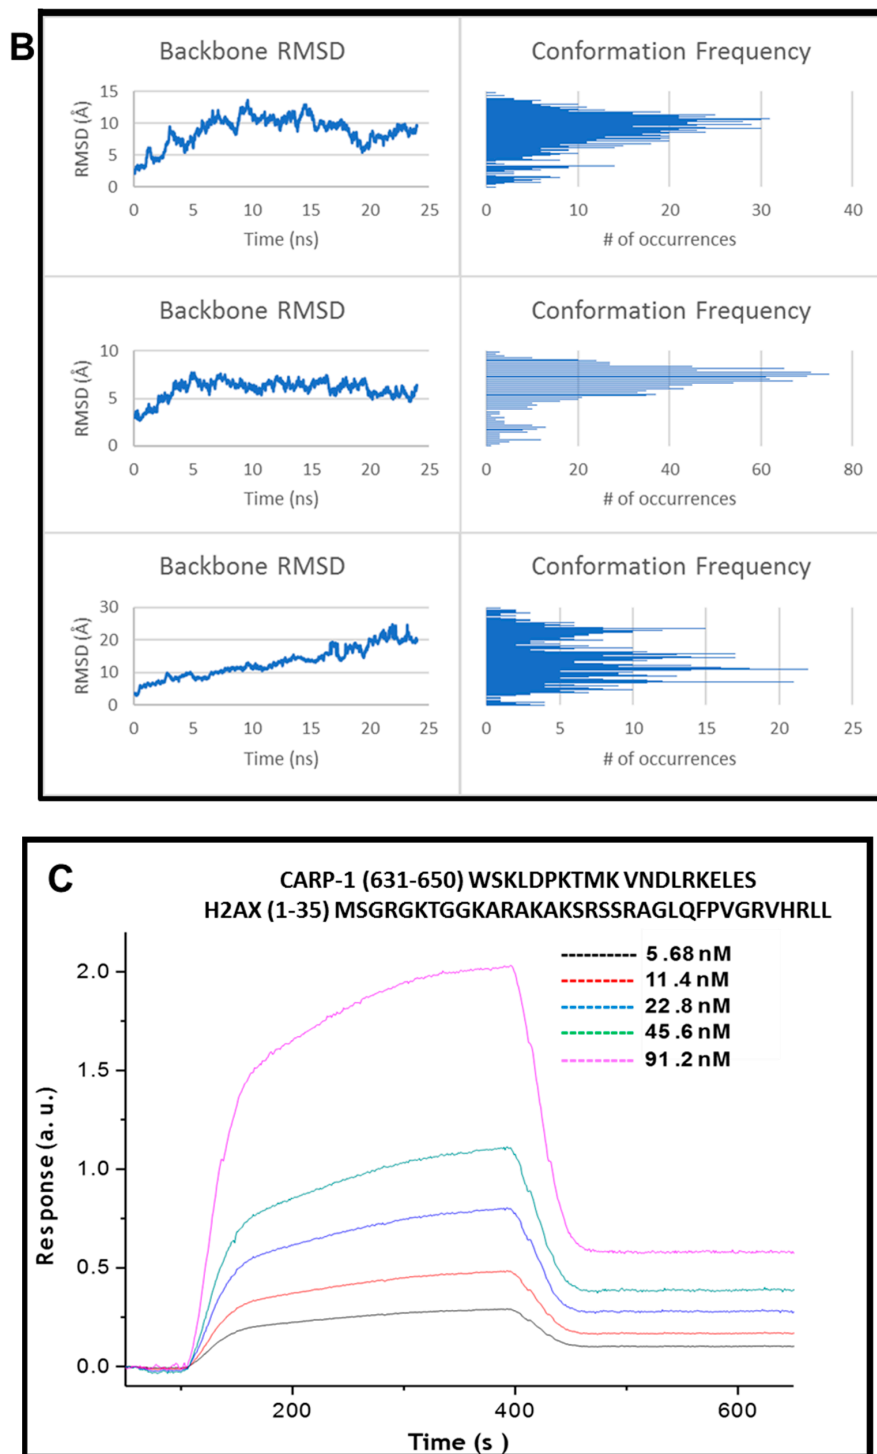 B
Backbone RMSD
RMSD (Å)
15
10
5
0
0 5 10 15 20 25
Time (ns)
Conformation Frequency
0 10 20 30 40
# of occurrences
Backbone RMSD
RMSD (Å)
10
5
0
0 5 10 15 20 25
Time (ns)
Conformation Frequency
0 20 40 60 80
# of occurrences
Backbone RMSD
RMSD (Å)
30
20
10
0
0 5 10 15 20 25
Time (ns)
Conformation Frequency
0 5 10 15 20 25
# of occurrences
C
CARP-1 (631-650) WSKLDPKTMK VNDLRKELES
H2AX (1-35) MSGRGKTGGKARAKAKSRSSRAGLQFPVGRVHRLL
5 .68 nM
11 .4 nM
22 .8 nM
45 .6 nM
91 .2 nM
Response (a. u.)
2.0
1.5
1.0
0.5
0.0
200 400 600
Time (s )